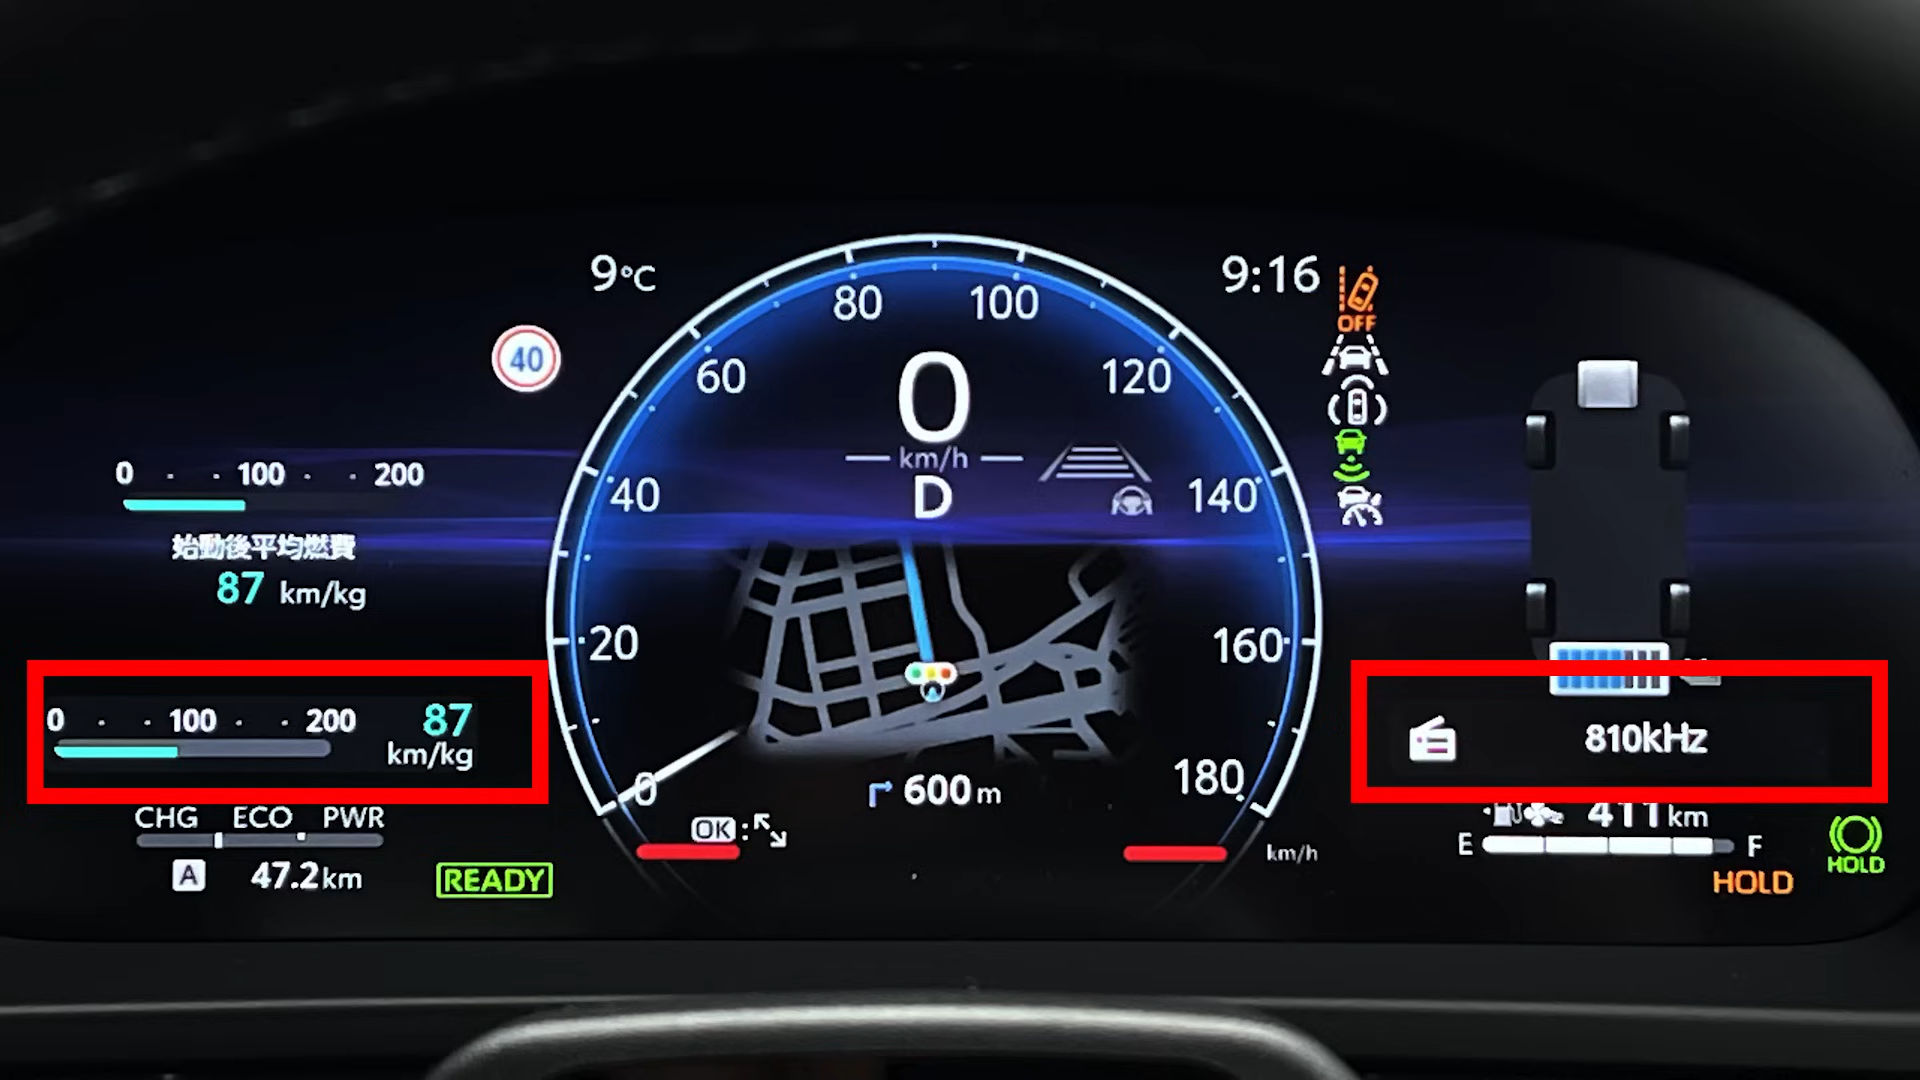 9°C
9:16
OFF
40
0 100 200
始動後平均燃費
87 km/kg
0 100 200
87
km/kg
CHG ECO PWR
A 47.2km
READY
0
20
40
60
80
100
120
140
160
180
km/h
0
km/h
D
600m
OK:
810kHz
411km
E F
HOLD
HOLD